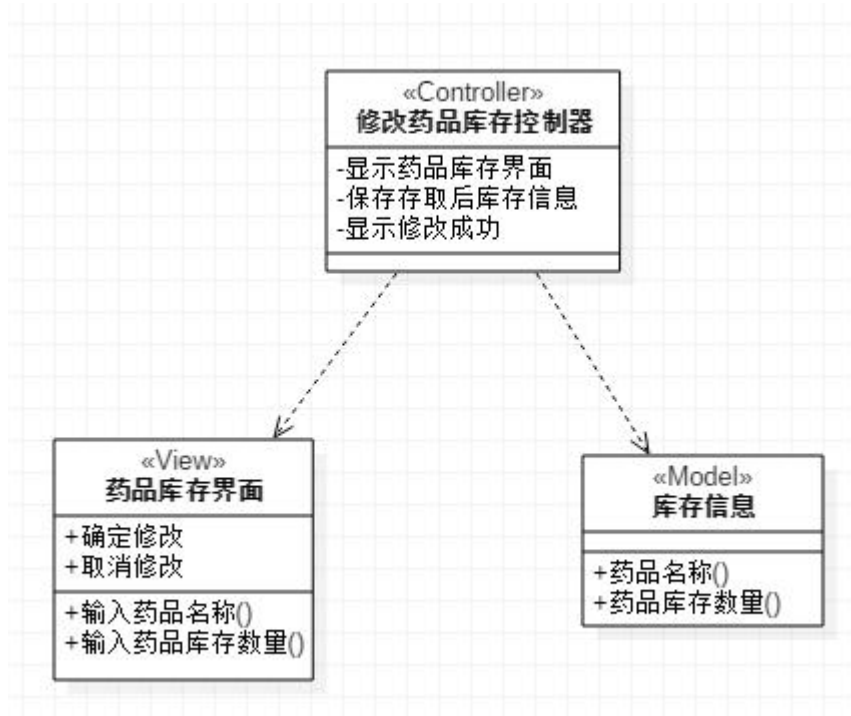 «Controller»
修改药品库存控制器
-显示药品库存界面
-保存存取后库存信息
-显示修改成功
«View»
药品库存界面
+确定修改
+取消修改
+输入药品名称()
+输入药品库存数量()
«Model»
库存信息
+药品名称()
+药品库存数量()